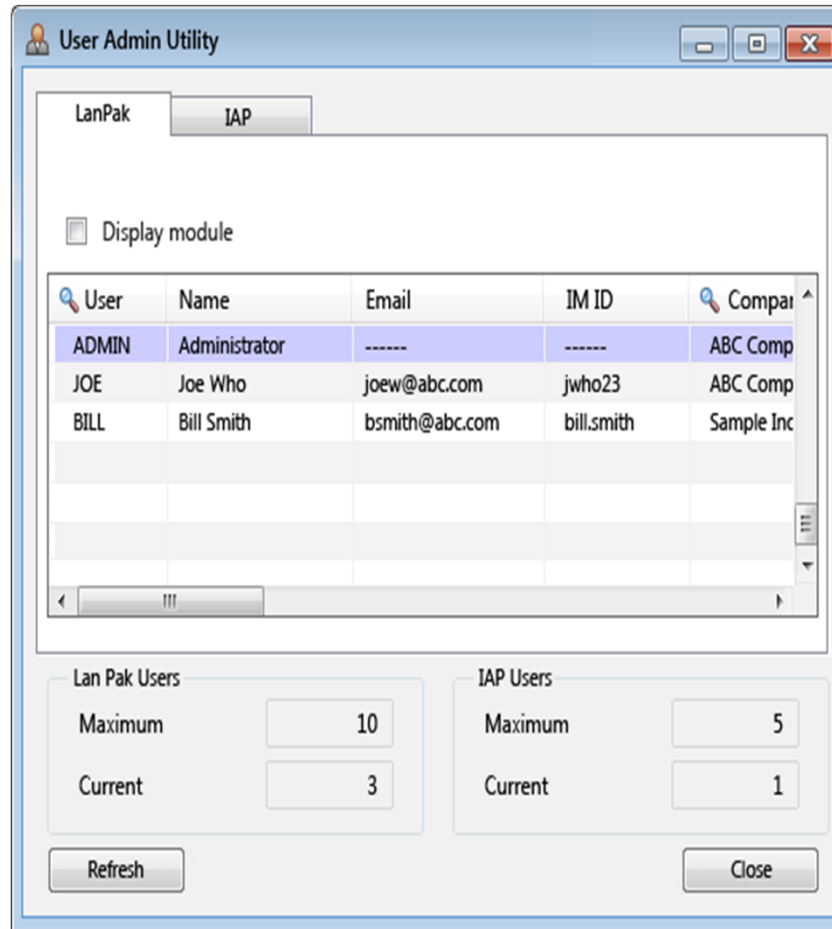 User Admin Utility
LanPak IAP
Display module
User Name Email IM ID Compar
ADMIN Administrator ------ ------ ABC Comp
JOE Joe Who joew@abc.com jwho23 ABC Comp
BILL Bill Smith bsmith@abc.com bill.smith Sample Inc
Lan Pak Users IAP Users
Maximum 10 Maximum 5
Current 3 Current 1
Refresh Close